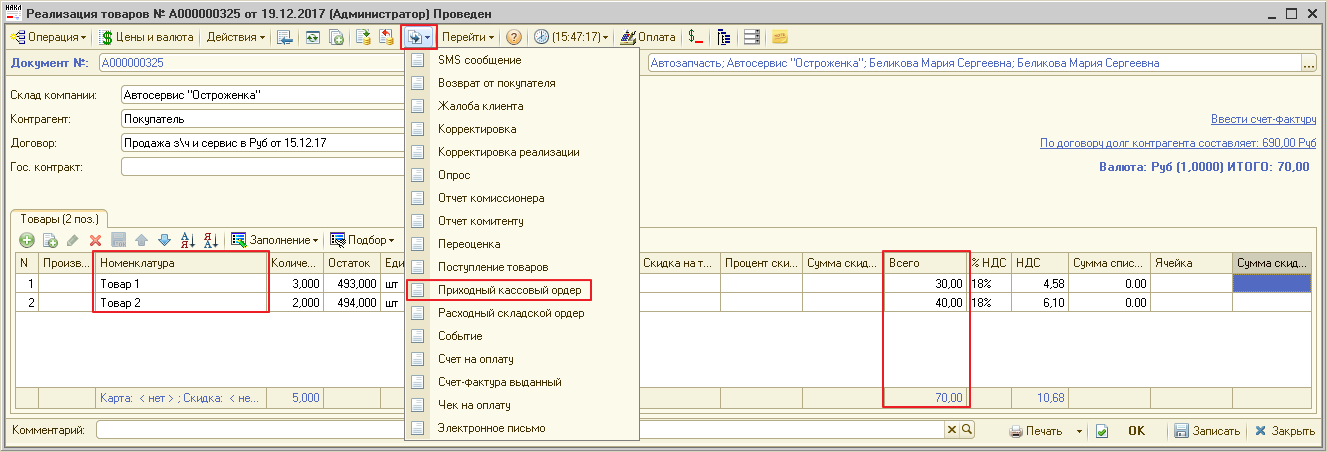 НАКЛ Реализация товаров № А000000325 от 19.12.2017 (Администратор) Проведен
Операция Цены и валюта Действия Перейти (15:47:17) Оплата
Документ №: А000000325 Автозапчасть; Автосервис "Остроженка"; Беликова Мария Сергеевна; Беликова Мария Сергеевна ...
Склад компании: Автосервис "Остроженка"
Контрагент: Покупатель
Договор: Продажа з\ч и сервис в Руб от 15.12.17
Гос. контракт:
Ввести счет-фактуру
По договору долг контрагента составляет: 690,00 Руб
Валюта: Руб (1,0000) ИТОГО: 70,00
SMS сообщение
Возврат от покупателя
Жалоба клиента
Корректировка
Корректировка реализации
Опрос
Отчет комиссионера
Отчет комитенту
Переоценка
Поступление товаров
Приходный кассовый ордер
Расходный складской ордер
Событие
Счет на оплату
Счет-фактура выданный
Чек на оплату
Электронное письмо
Товары (2 поз.)
Заполнение Подбор
N Произв... Номенклатура Количе... Остаток Еди Скидка на т... Процент ски... Сумма скид... Всего % НДС НДС Сумма спис... Ячейка Сумма скид...
1 Товар 1 3,000 493,000 шт 30,00 18% 4,58 0.00
2 Товар 2 2,000 494,000 шт 40,00 18% 6,10 0.00
Карта: < нет > ; Скидка: < не... 5,000 70,00 10,68
Комментарий: Печать OK Записать Закрыть